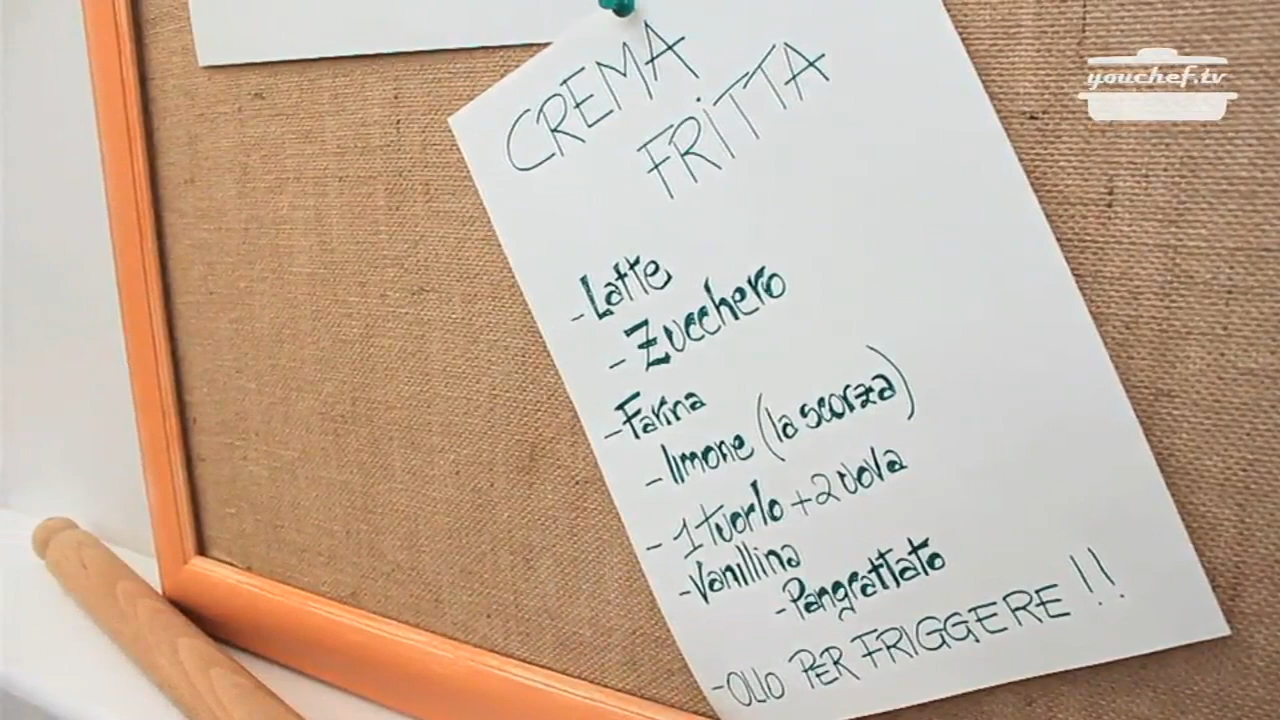 youchef.tv
CREMA
FRITTA
- Latte
- Zucchero
- Farina
- limone (la scorza)
- 1 tuorlo + 2 uova
- Vanillina
- Pangrattato
- OLIO PER FRIGGERE !!